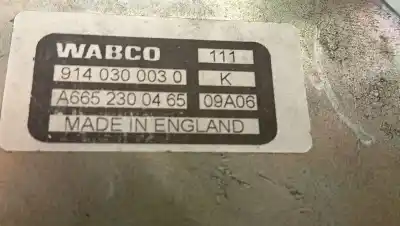 WABCO 111
914 030 003 0 K
A665 230 04 65 09A06
MADE IN ENGLAND